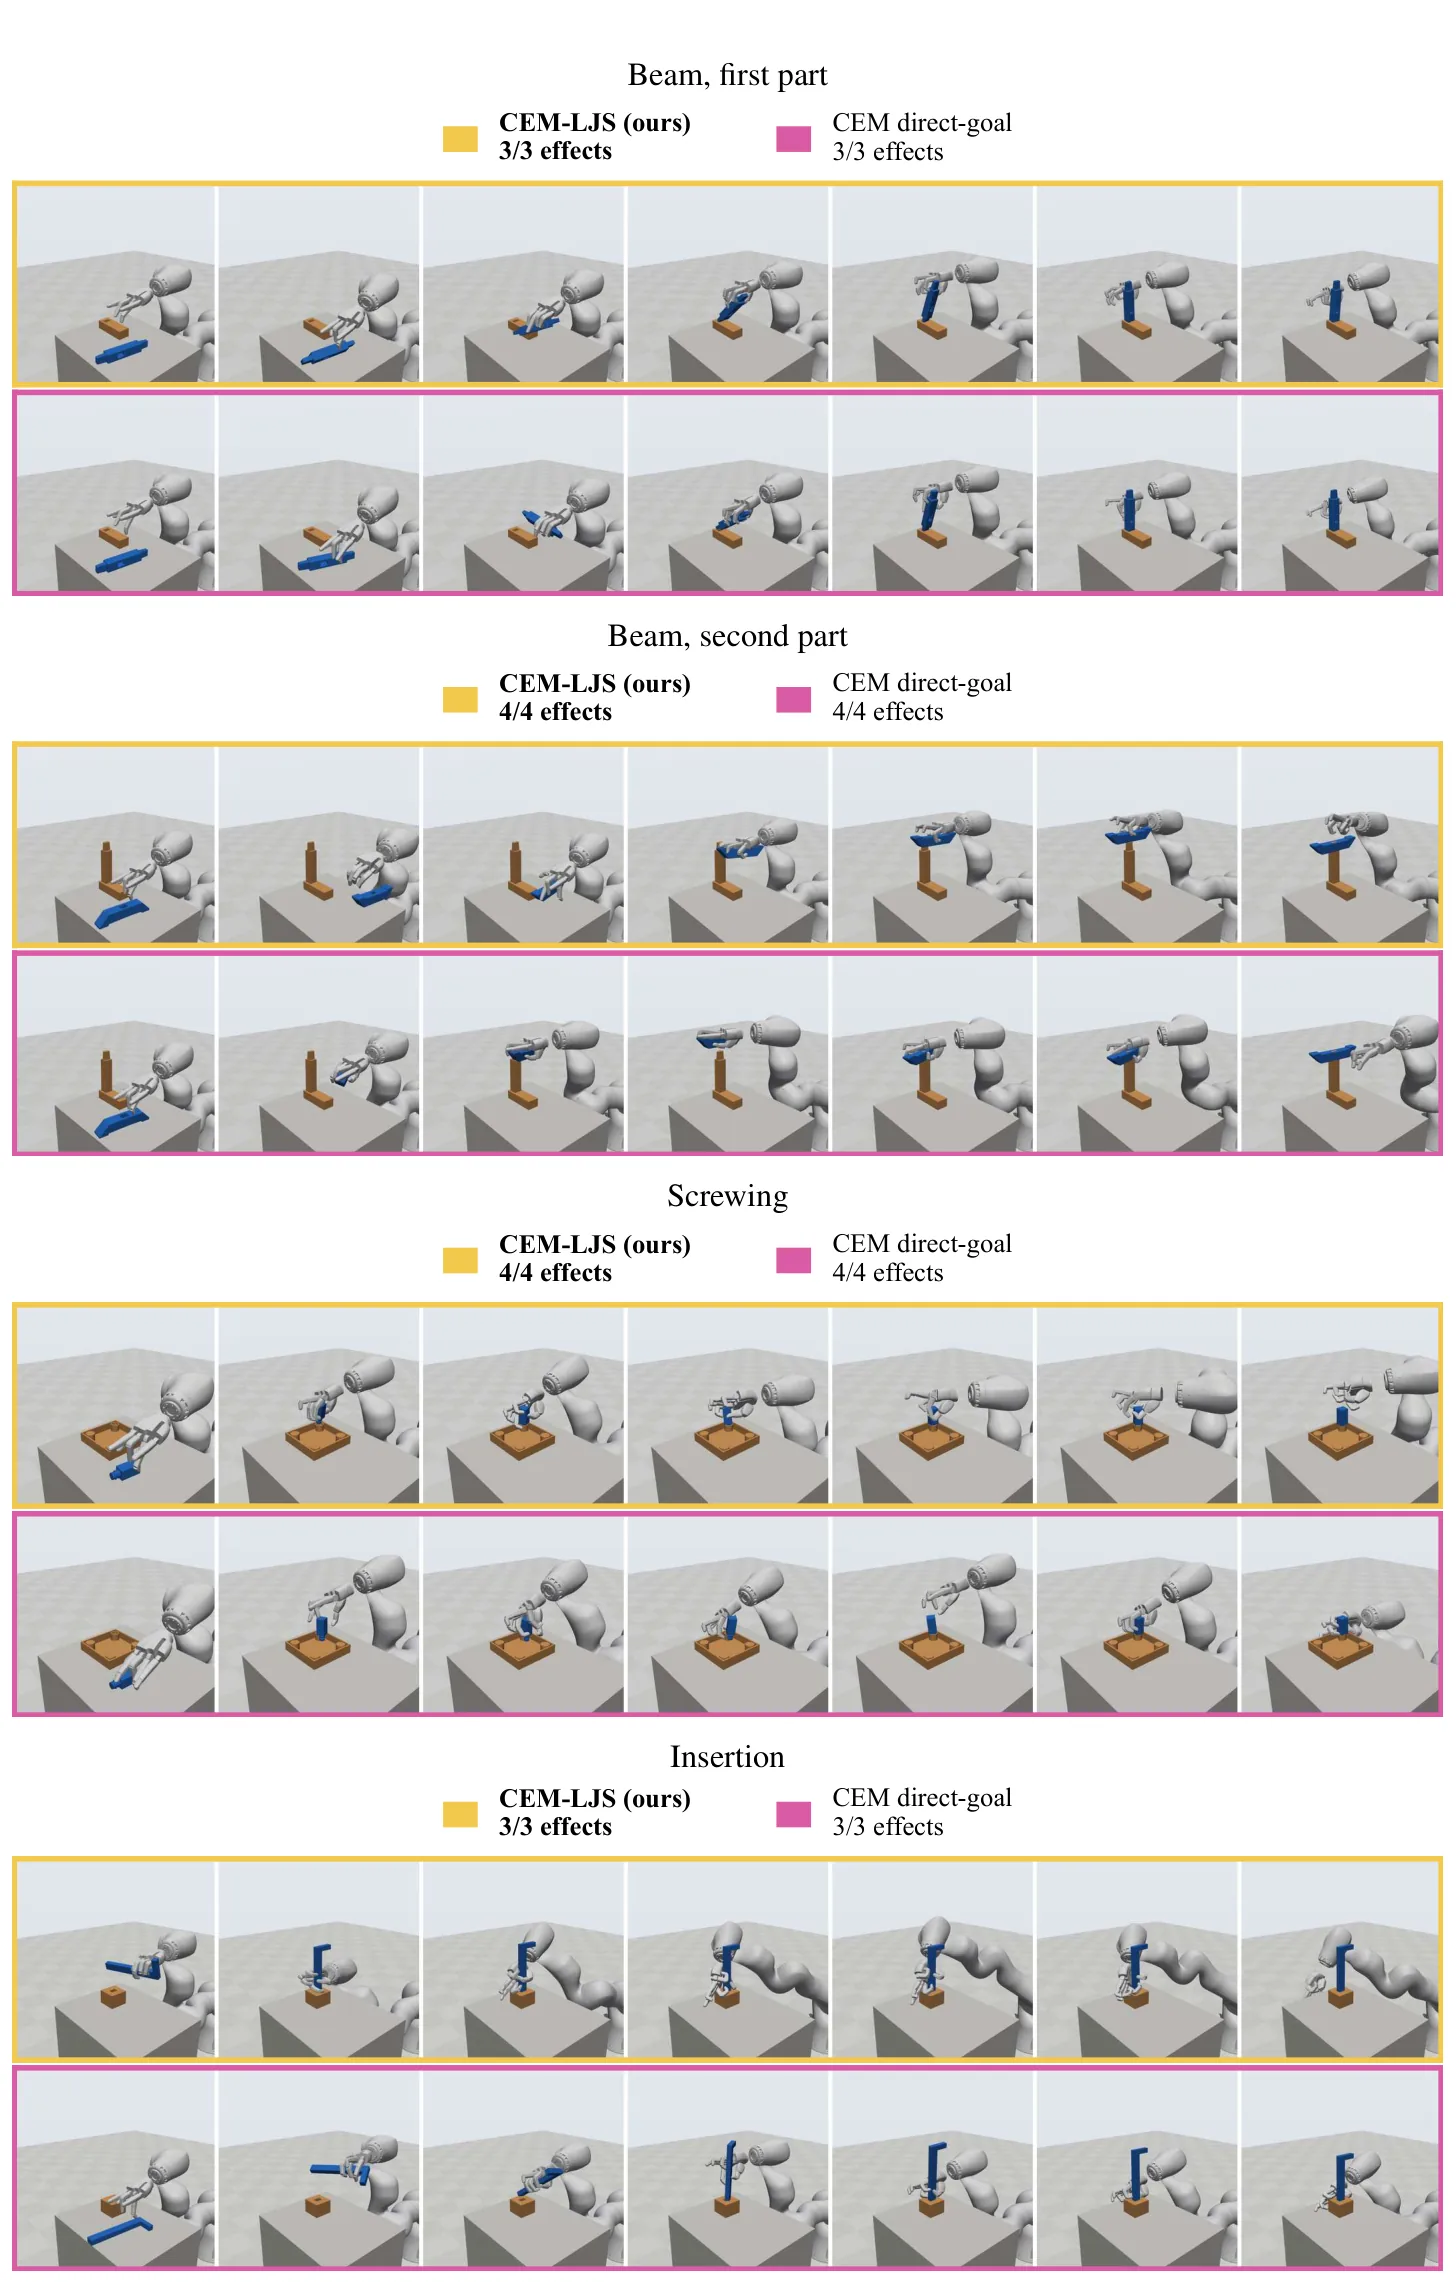 Beam, first part
CEM-LJS (ours)
3/3 effects
CEM direct-goal
3/3 effects
Beam, second part
CEM-LJS (ours)
4/4 effects
CEM direct-goal
4/4 effects
Screwing
CEM-LJS (ours)
4/4 effects
CEM direct-goal
4/4 effects
Insertion
CEM-LJS (ours)
3/3 effects
CEM direct-goal
3/3 effects